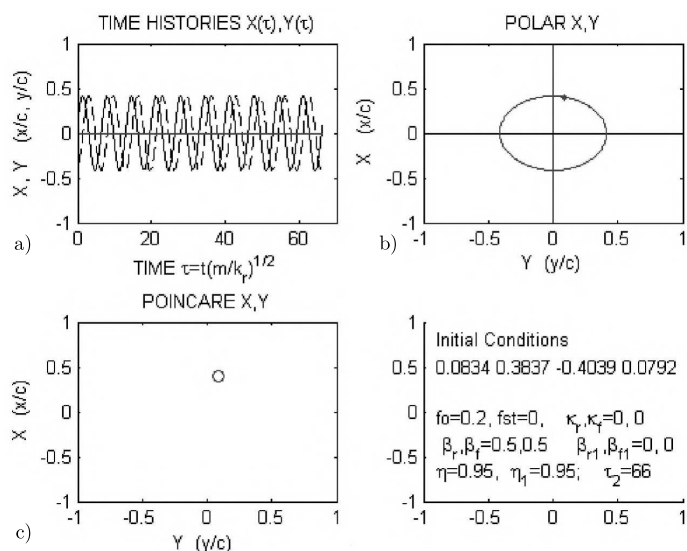 TIME HISTORIES X(τ),Y(τ)
1
0.5
0
-0.5
-1
X, Y (x/c, y/c)
a)
0 20 40 60
TIME τ=t(m/k_r)^1/2
POLAR X,Y
1
0.5
0
-0.5
-1
X (x/c)
b)
-1 -0.5 0 0.5 1
Y (y/c)
POINCARE X,Y
1
0.5
0
-0.5
-1
X (x/c)
c)
-1 -0.5 0 0.5 1
Y (y/c)
1
0.5
0
-0.5
-1
Initial Conditions
0.0834 0.3837 -0.4039 0.0792
fo=0.2, fst=0, κ_r,κ_f=0, 0
β_r,β_f=0.5,0.5 β_r1,β_f1=0, 0
η=0.95, η_1=0.95; τ_2=66
-1 -0.5 0 0.5 1